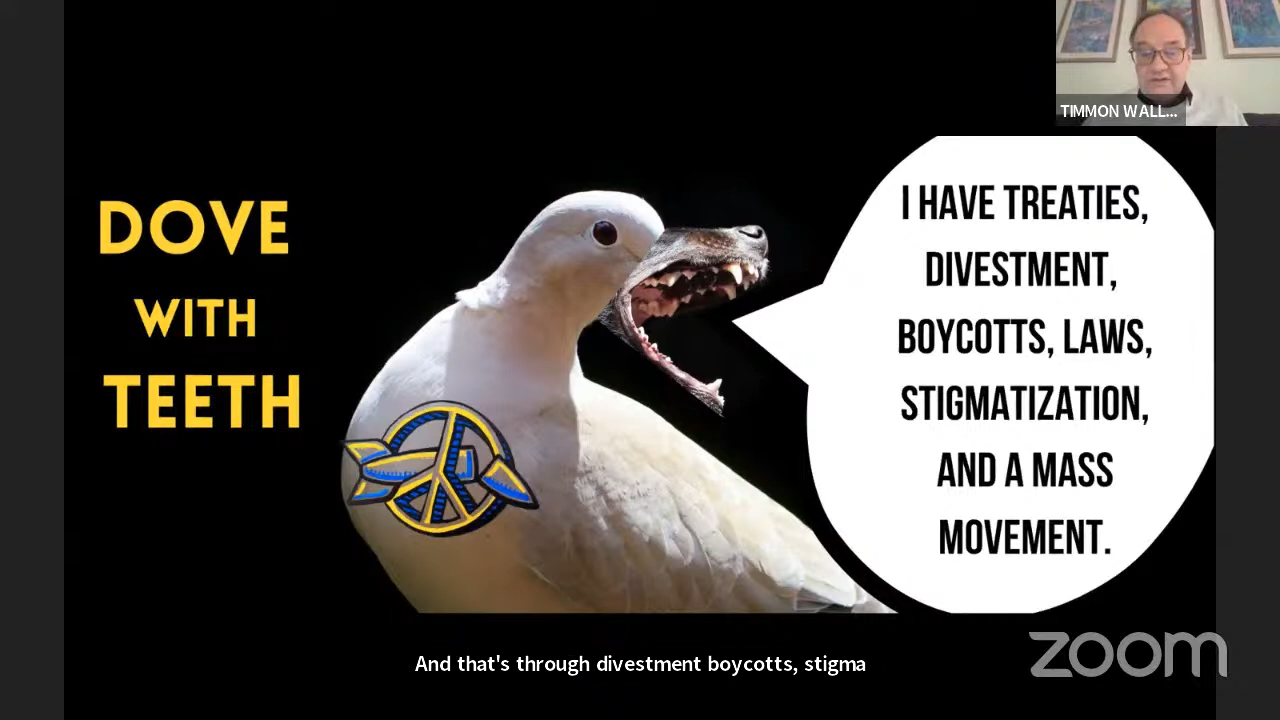 TIMMON WALL...
DOVE
WITH
TEETH
I HAVE TREATIES,
DIVESTMENT,
BOYCOTTS, LAWS,
STIGMATIZATION,
AND A MASS
MOVEMENT.
And that's through divestment boycotts, stigma
zoom